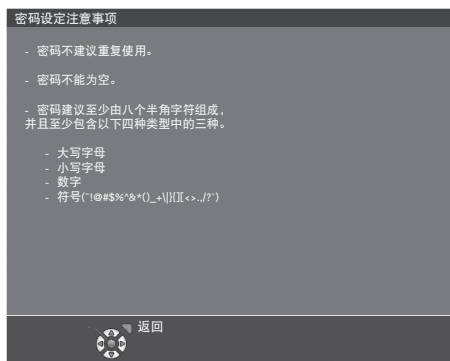 密码设定注意事项
- 密码不建议重复使用。
- 密码不能为空。
- 密码建议至少由八个半角字符组成，
并且至少包含以下四种类型中的三种。
- 大写字母
- 小写字母
- 数字
- 符号(~!@#$%^&*()_+\|}{][<>.,/?`)
返回